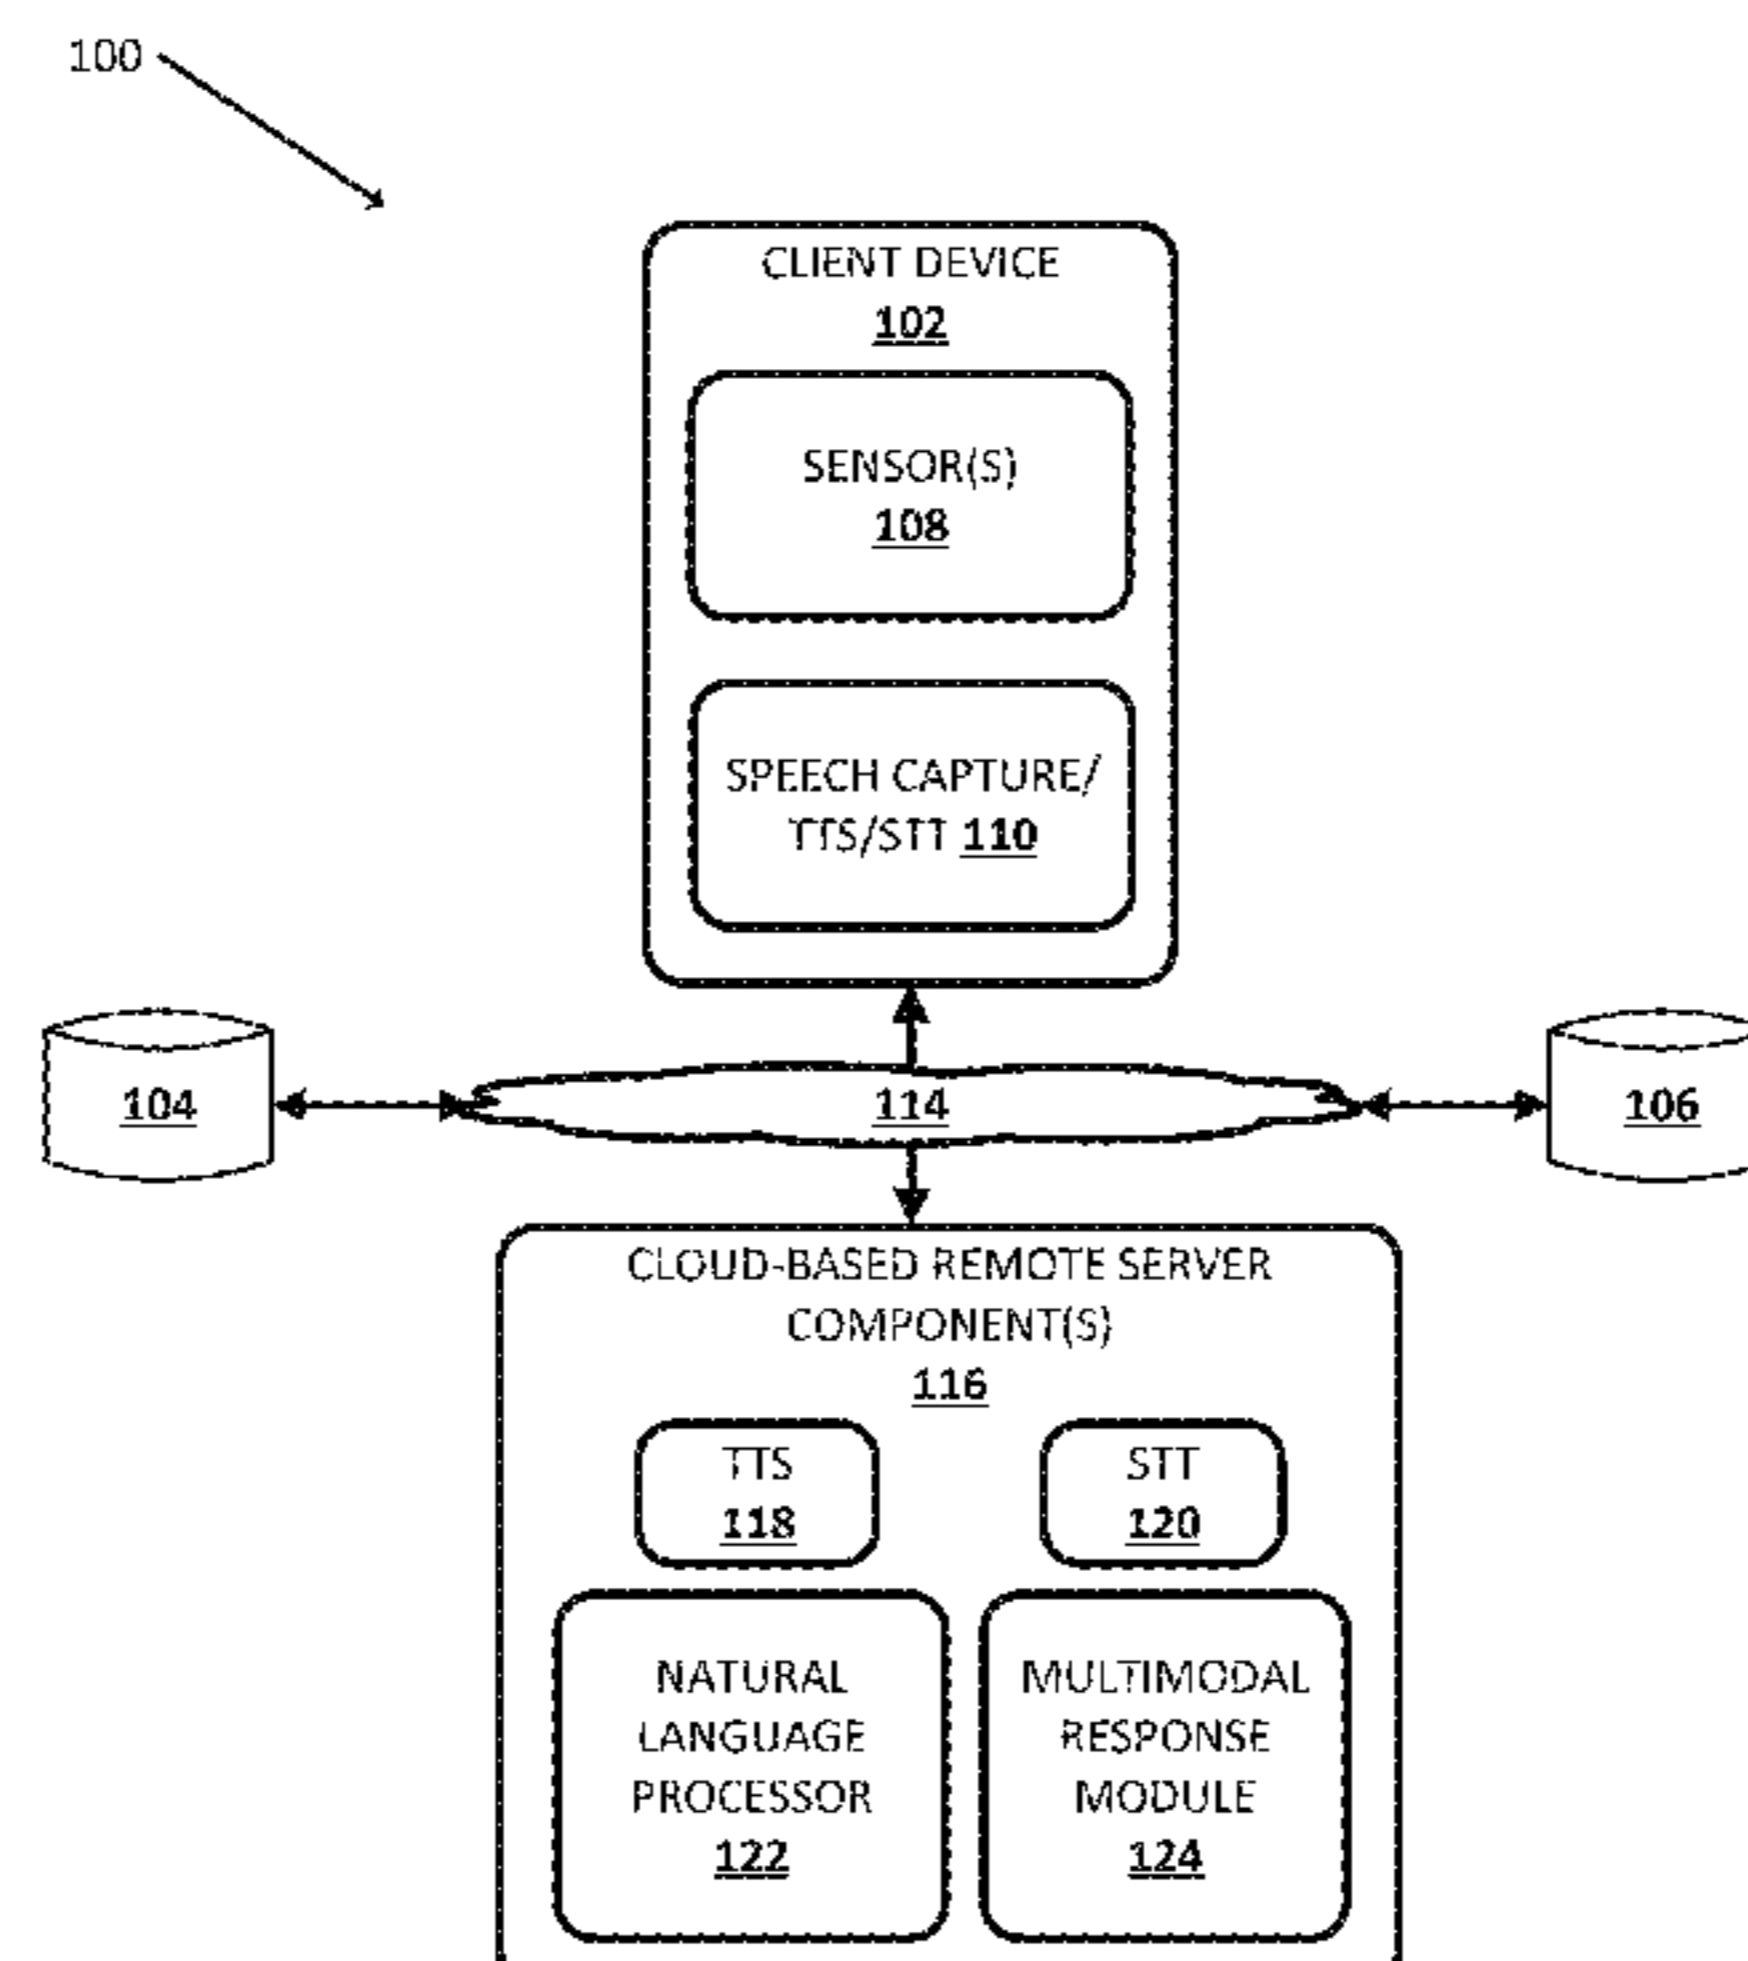 100
CLIENT DEVICE
102
SENSOR(S)
108
SPEECH CAPTURE/
TTS/STT 110
104
114
106
CLOUD-BASED REMOTE SERVER
COMPONENT(S)
116
TTS
118
STT
120
NATURAL
LANGUAGE
PROCESSOR
122
MULTIMODAL
RESPONSE
MODULE
124